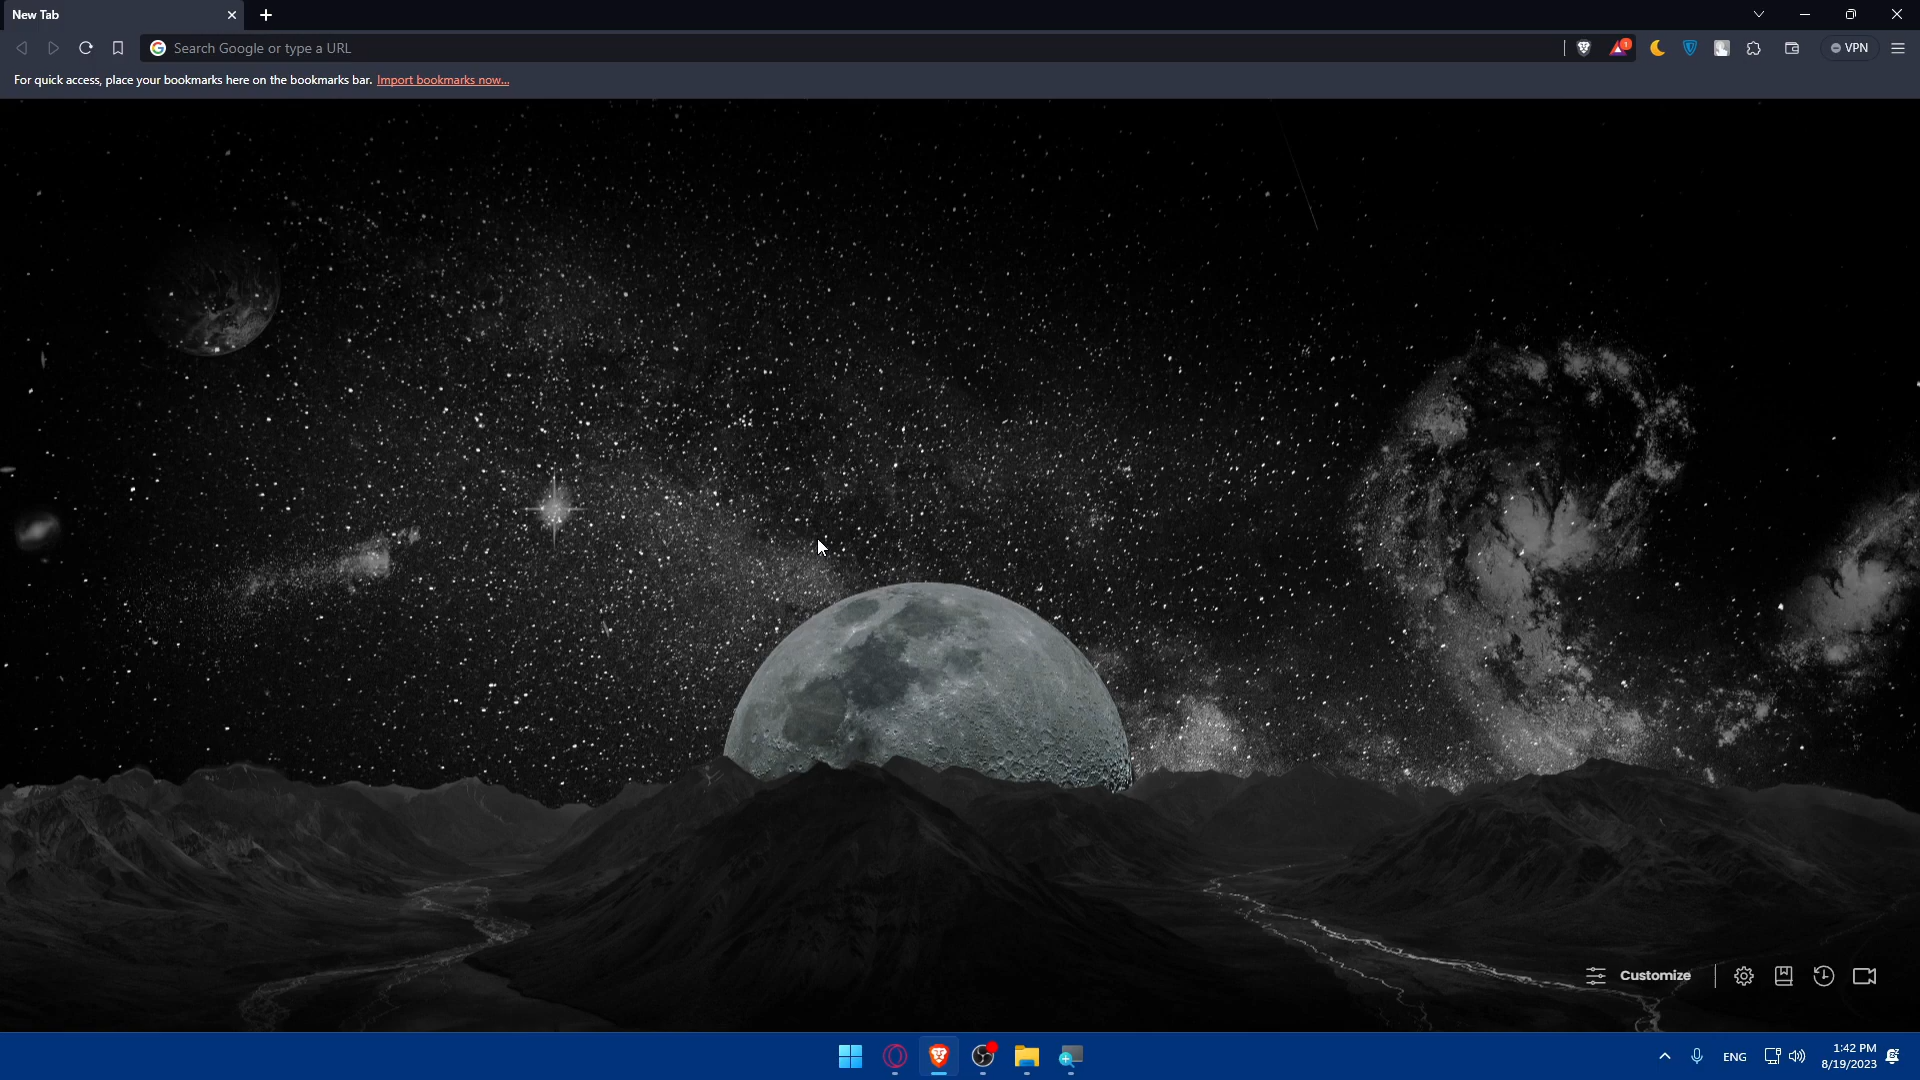 New Tab
Search Google or type a URL
1
VPN
For quick access, place your bookmarks here on the bookmarks bar. Import bookmarks now...
Customize
ENG
1:42 PM
8/19/2023